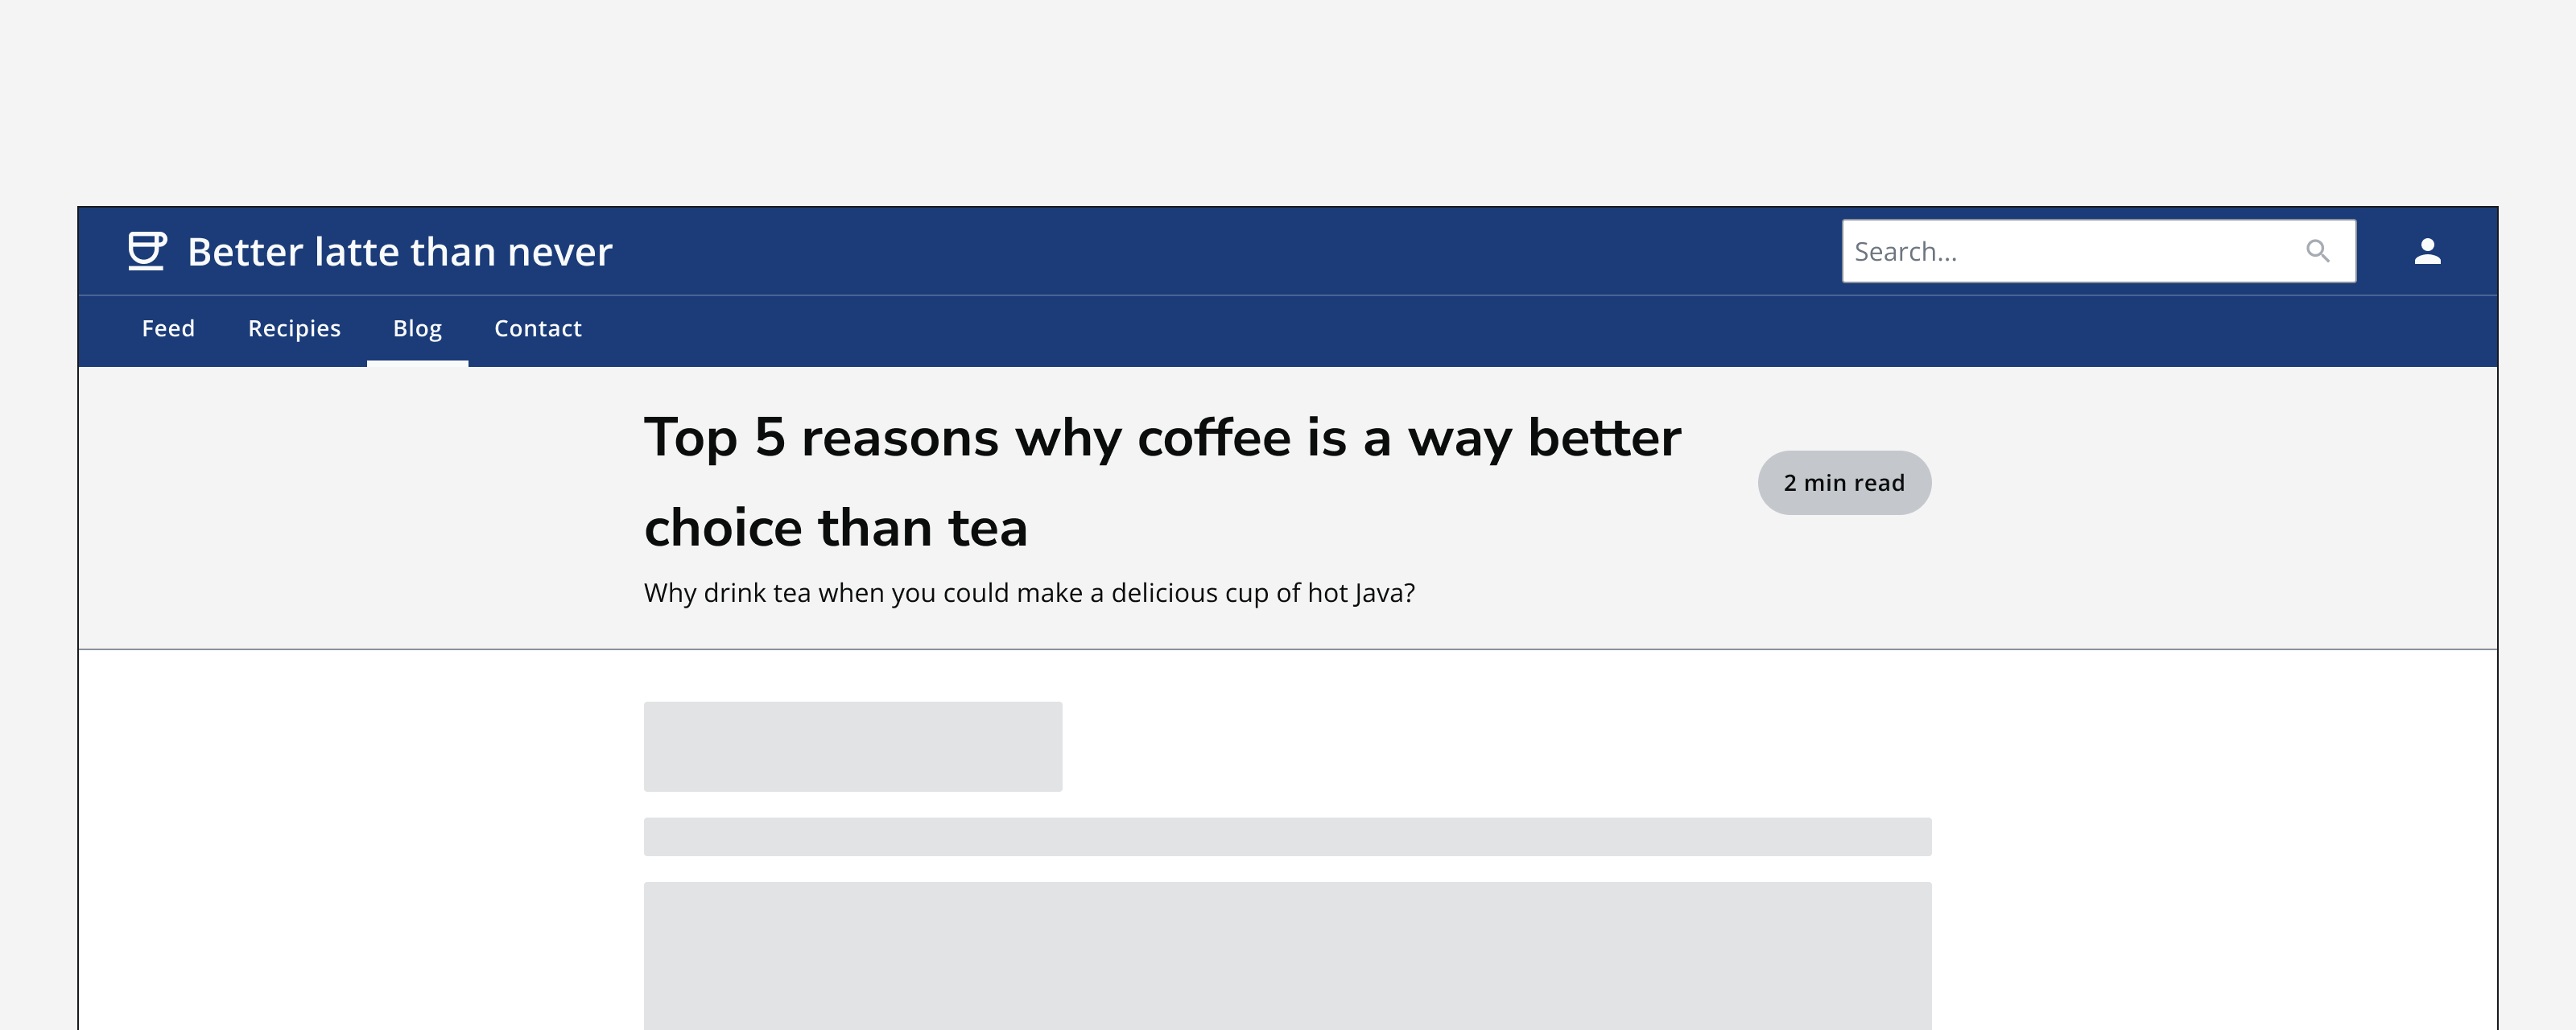 Better latte than never
Search...
Feed Recipies Blog Contact
Top 5 reasons why coffee is a way better
choice than tea
2 min read
Why drink tea when you could make a delicious cup of hot Java?